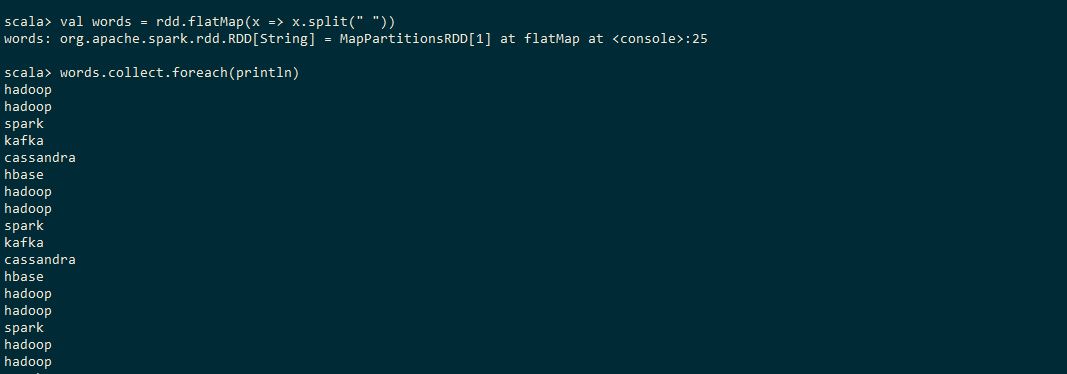 scala> val words = rdd.flatMap(x => x.split(" "))
words: org.apache.spark.rdd.RDD[String] = MapPartitionsRDD[1] at flatMap at <console>:25
scala> words.collect.foreach(println)
hadoop
hadoop
spark
kafka
cassandra
hbase
hadoop
hadoop
spark
kafka
cassandra
hbase
hadoop
hadoop
spark
hadoop
hadoop